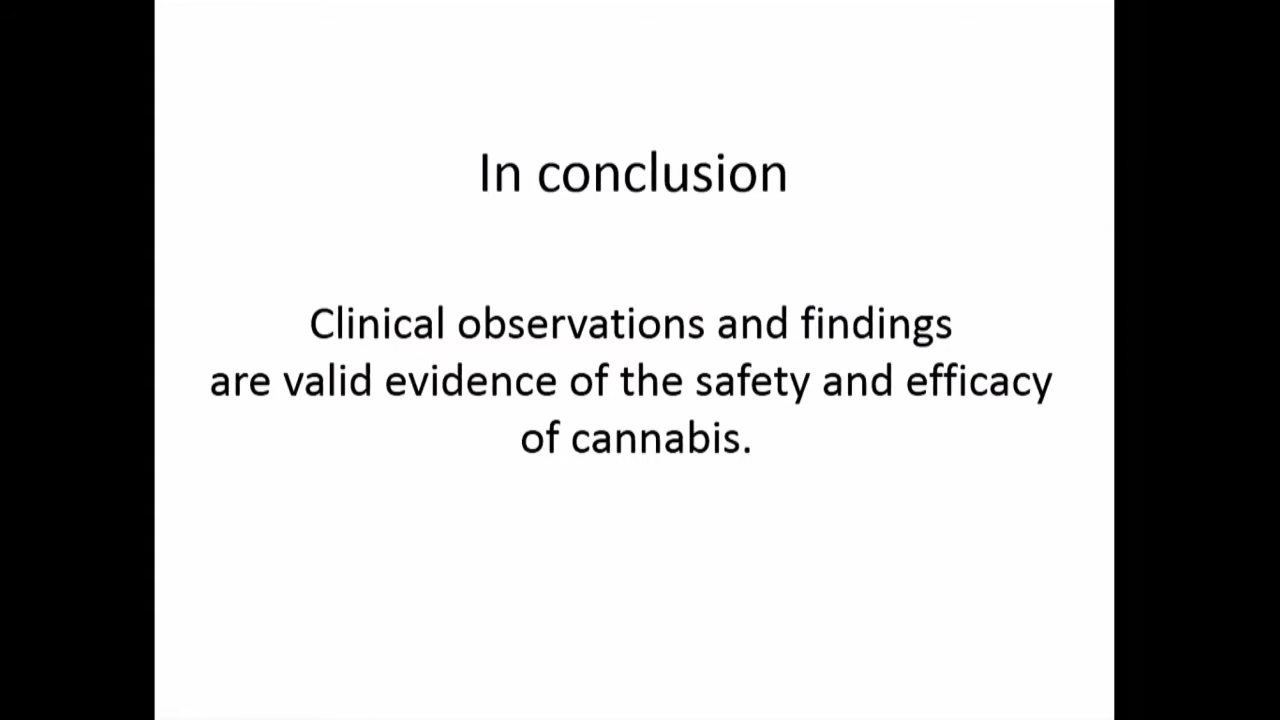 In conclusion
Clinical observations and findings
are valid evidence of the safety and efficacy
of cannabis.